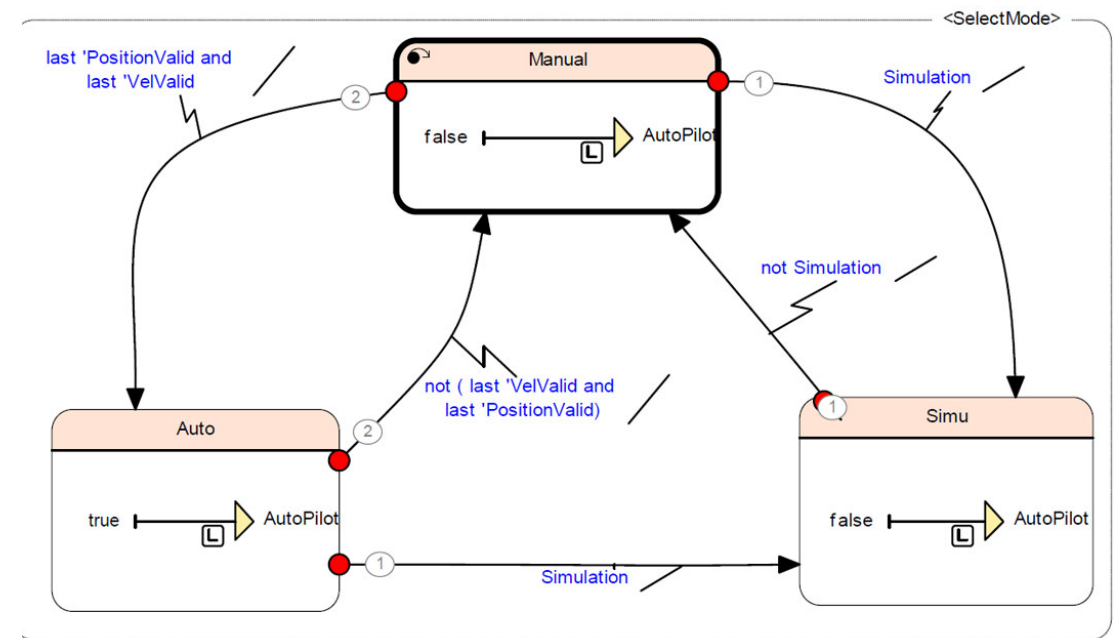 <SelectMode>
last 'PositionValid and
last 'VelValid
2
Manual
1
Simulation
false
L
AutoPilot
not Simulation
not ( last 'VelValid and
last 'PositionValid)
2
1
Auto
Simu
true
L
AutoPilot
false
L
AutoPilot
1
Simulation